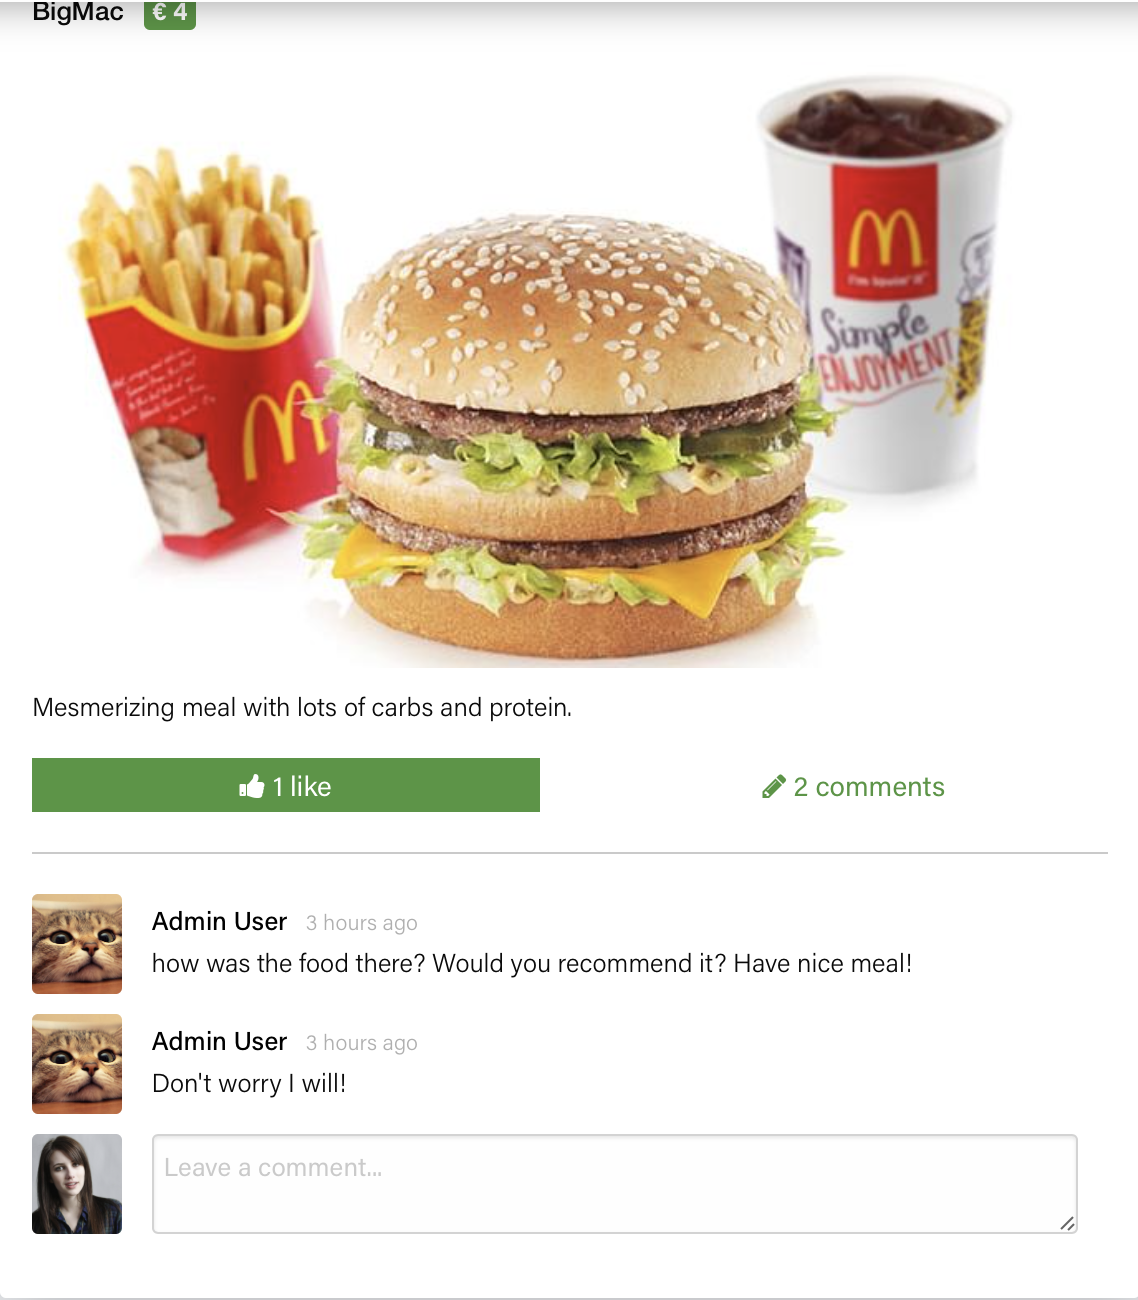 BigMac € 4
i'm lovin' it
Simple
ENJOYMENT
Mesmerizing meal with lots of carbs and protein.
1 like
2 comments
Admin User 3 hours ago
how was the food there? Would you recommend it? Have nice meal!
Admin User 3 hours ago
Don't worry I will!
Leave a comment...